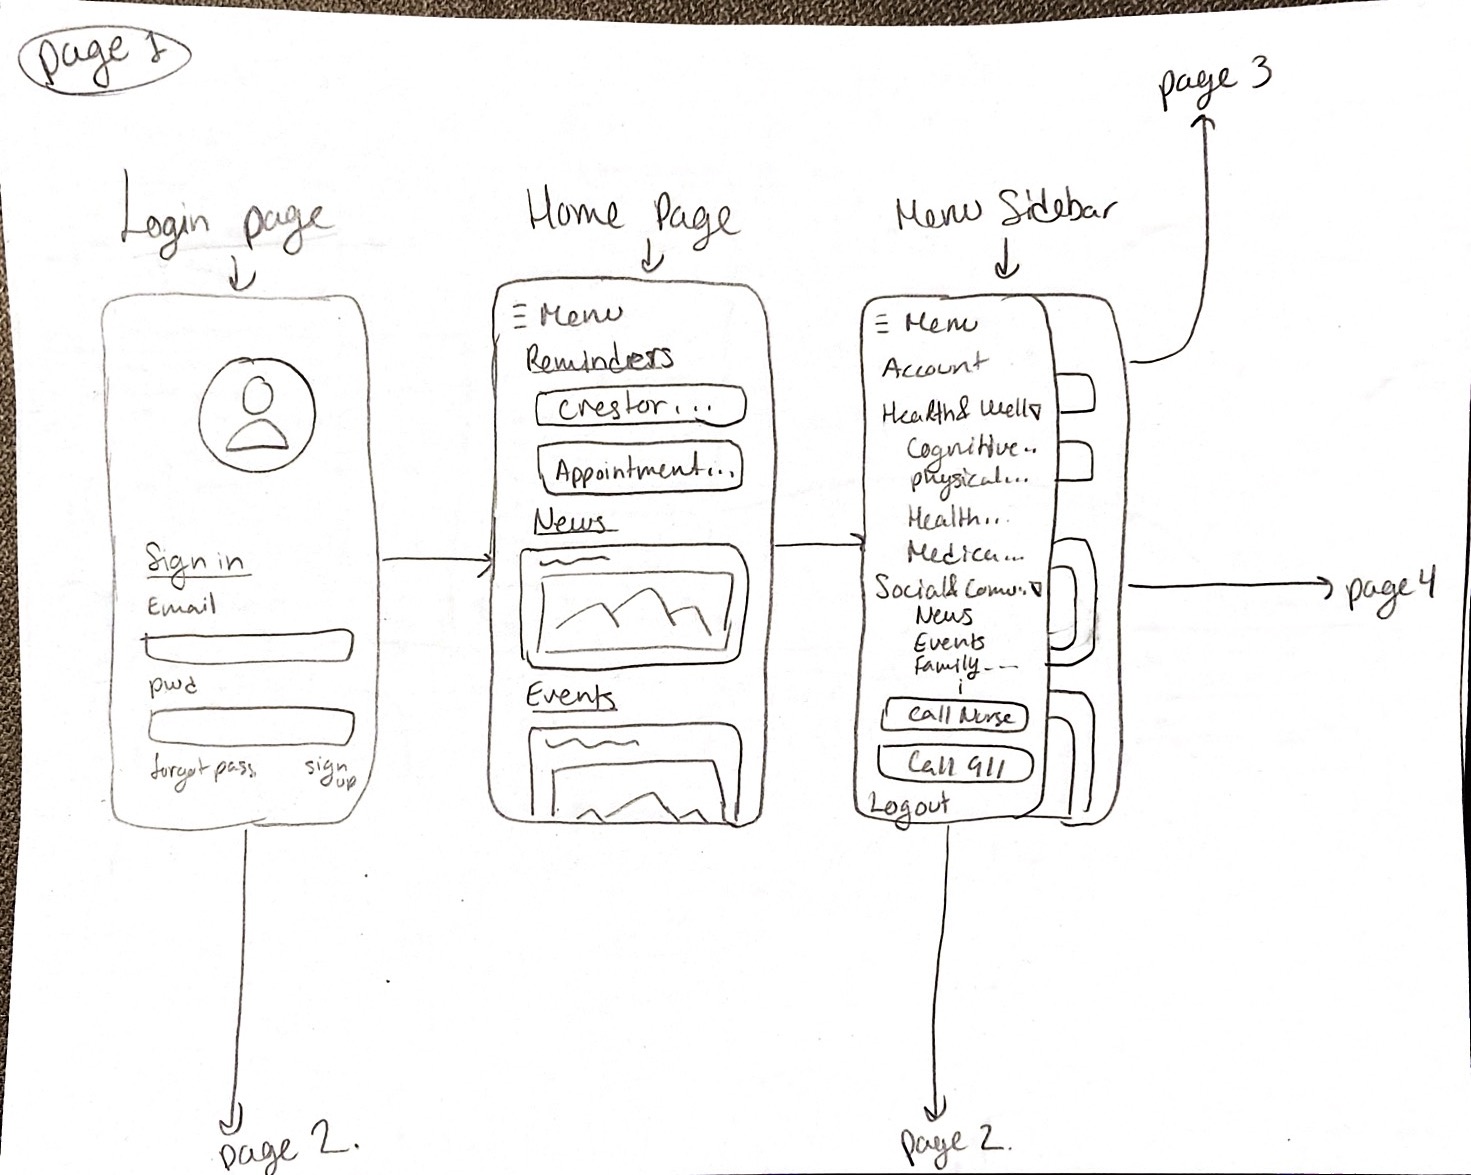 page 1
page 3
Login page
Home Page
Menu Sidebar
Sign in
Email
pwd
forgot pass
sign
up
Menu
Reminders
Crestor...
Appointment...
News
Events
Menu
Account
Health & Well
Cognitive..
physical...
Health...
Medica...
Social & Comu..
News
Events
Family---
Call Nurse
Call 911
Logout
page 4
page 2.
page 2.